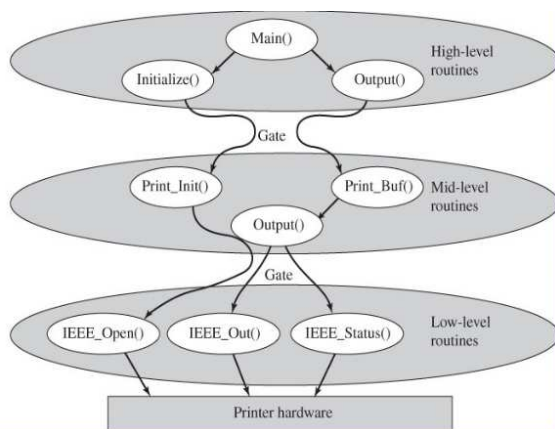 Main()
High-level
routines
Initialize()
Output()
Gate
Print_Init()
Print_Buf()
Mid-level
routines
Output()
Gate
IEEE_Open()
IEEE_Out()
IEEE_Status()
Low-level
routines
Printer hardware